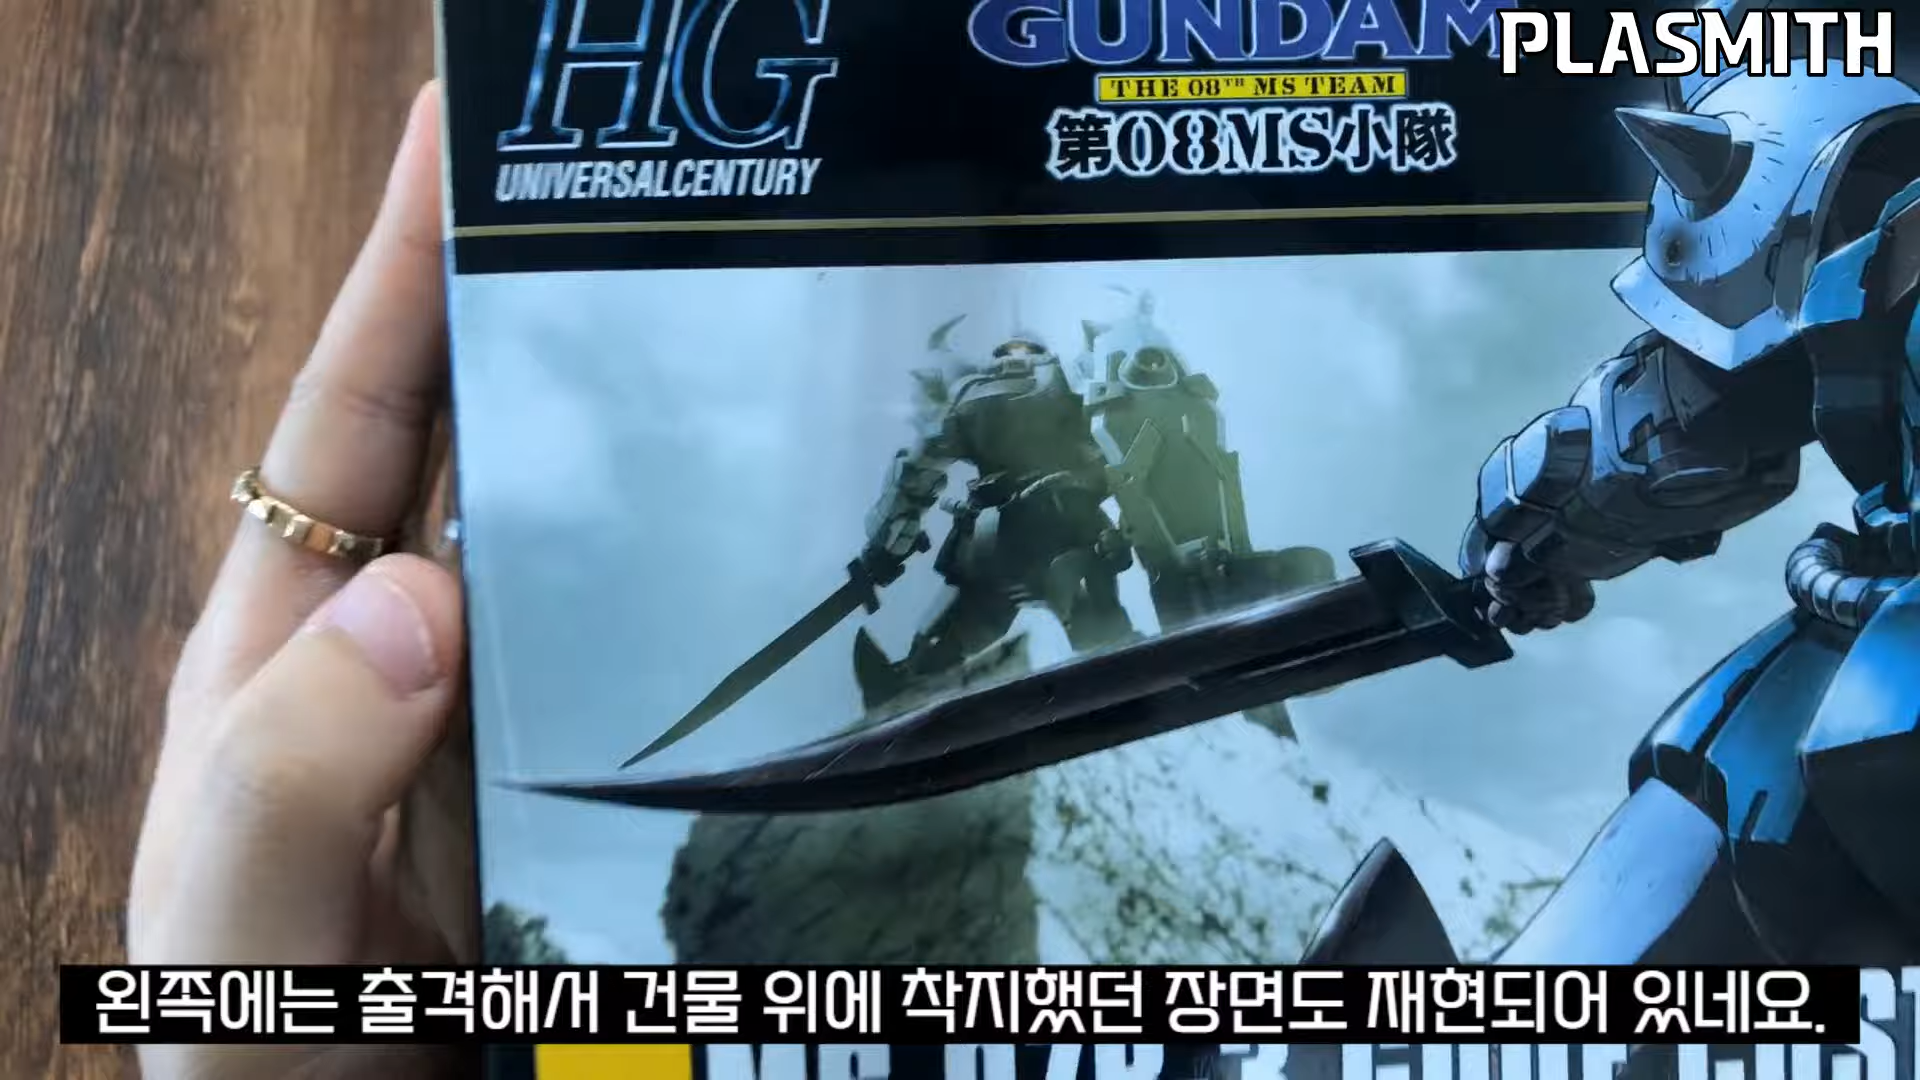 HG
UNIVERSAL CENTURY
GUNDAM
PLASMITH
THE 08TH MS TEAM
第08MS小隊
왼쪽에는 출격해서 건물 위에 착지했던 장면도 재현되어 있네요.